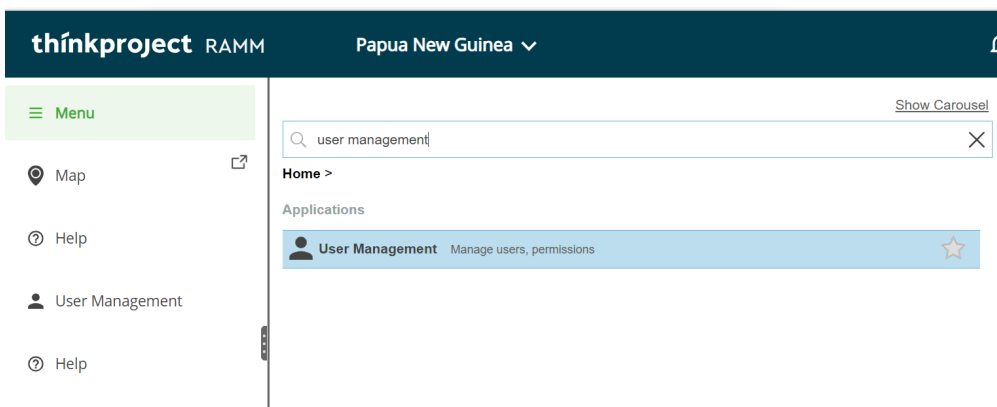 thínkproject RAMM
Papua New Guinea
Menu
Map
Help
User Management
Help
Show Carousel
user management
Home >
Applications
User Management Manage users, permissions